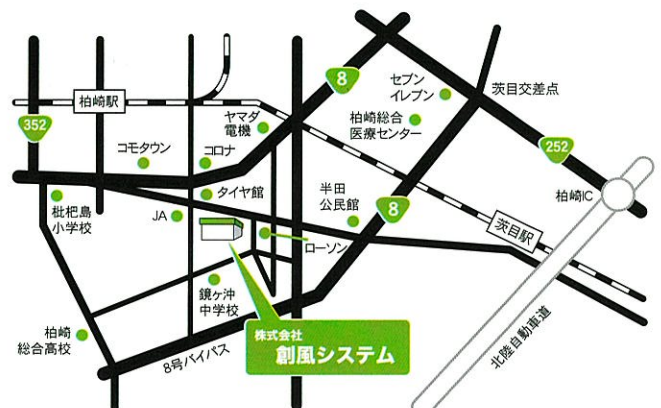 8
セブン
イレブン
茨目交差点
柏崎駅
352
ヤマダ
電機
柏崎総合
医療センター
252
コモタウン
コロナ
柏崎IC
枇杷島
小学校
タイヤ館
JA
半田
公民館
8
茨目駅
ローソン
鏡ヶ沖
中学校
柏崎
総合高校
8号バイパス
株式会社
創風システム
北陸自動車道